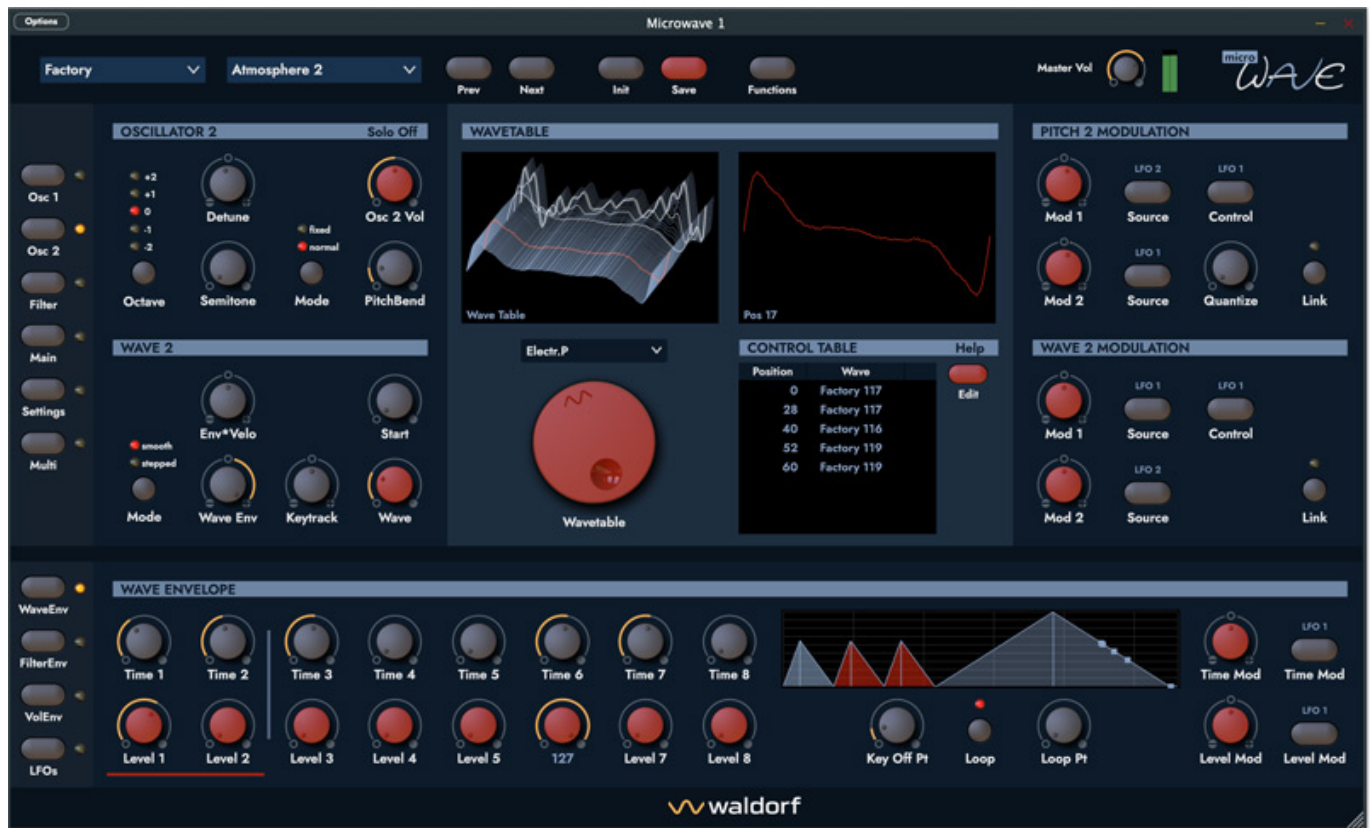 Options
Microwave 1
Factory
Atmosphere 2
Prev
Next
Init
Save
Functions
Master Vol
micro
WAVE
OSCILLATOR 2
Solo Off
+2
+1
0
-1
-2
Octave
Detune
Semitone
fixed
normal
Mode
Osc 2 Vol
PitchBend
WAVETABLE
Wave Table
Pos 17
PITCH 2 MODULATION
Mod 1
LFO 2
Source
LFO 1
Control
Mod 2
LFO 1
Source
Quantize
Link
Osc 1
Osc 2
Filter
Main
Settings
Multi
WAVE 2
Env*Velo
Start
smooth
stepped
Mode
Wave Env
Keytrack
Wave
Electr.P
Wavetable
CONTROL TABLE
Help
Position Wave
0 Factory 117
28 Factory 117
40 Factory 116
52 Factory 119
60 Factory 119
Edit
WAVE 2 MODULATION
Mod 1
LFO 1
Source
LFO 1
Control
Mod 2
LFO 2
Source
Link
WaveEnv
FilterEnv
VolEnv
LFOs
WAVE ENVELOPE
Time 1
Time 2
Time 3
Time 4
Time 5
Time 6
Time 7
Time 8
Level 1
Level 2
Level 3
Level 4
Level 5
127
Level 7
Level 8
Key Off Pt
Loop
Loop Pt
Time Mod
LFO 1
Time Mod
Level Mod
LFO 1
Level Mod
waldorf